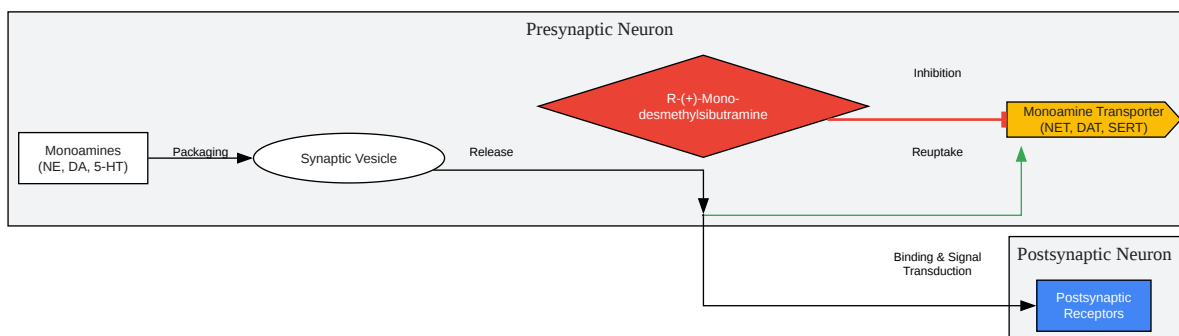 Presynaptic Neuron
Inhibition
R-(+)-Mono-
desmethylsibutramine
Monoamine Transporter
(NET, DAT, SERT)
Monoamines
(NE, DA, 5-HT)
Packaging
Synaptic Vesicle
Release
Reuptake
Binding & Signal
Transduction
Postsynaptic Neuron
Postsynaptic
Receptors